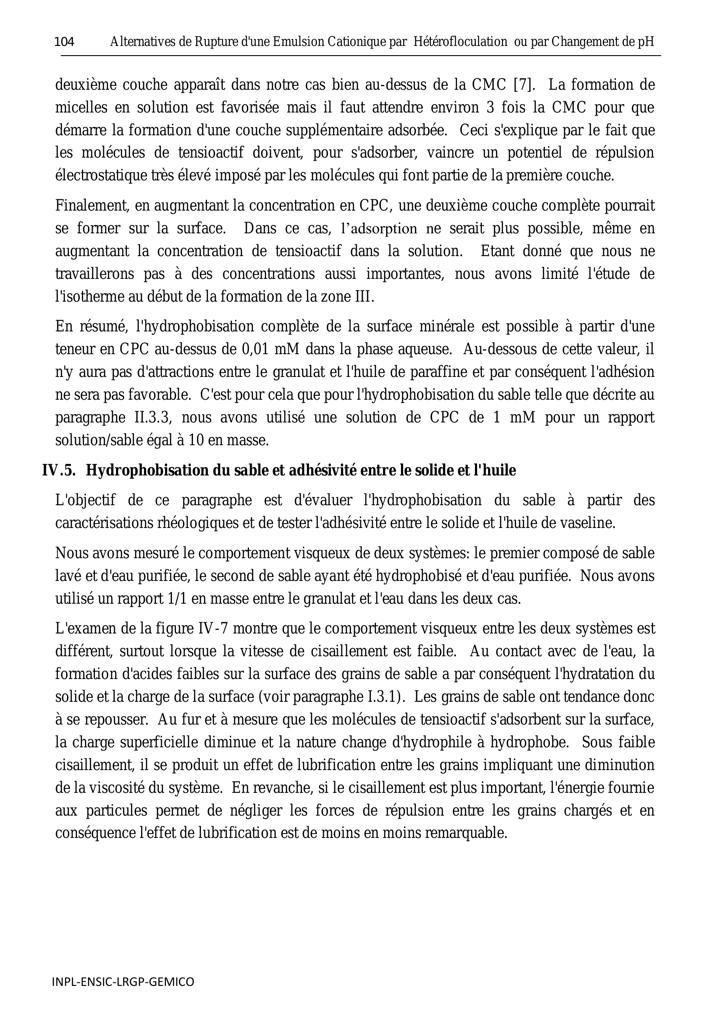 104 Alternatives de Rupture d'une Emulsion Cationique par Hétérofloculation ou par Changement de pH
deuxième couche apparaît dans notre cas bien au-dessus de la CMC [7]. La formation de
micelles en solution est favorisée mais il faut attendre environ 3 fois la CMC pour que
démarre la formation d'une couche supplémentaire adsorbée. Ceci s'explique par le fait que
les molécules de tensioactif doivent, pour s'adsorber, vaincre un potentiel de répulsion
électrostatique très élevé imposé par les molécules qui font partie de la première couche.
Finalement, en augmentant la concentration en CPC, une deuxième couche complète pourrait
se former sur la surface. Dans ce cas, l’adsorption ne serait plus possible, même en
augmentant la concentration de tensioactif dans la solution. Etant donné que nous ne
travaillerons pas à des concentrations aussi importantes, nous avons limité l'étude de
l'isotherme au début de la formation de la zone III.
En résumé, l'hydrophobisation complète de la surface minérale est possible à partir d'une
teneur en CPC au-dessus de 0,01 mM dans la phase aqueuse. Au-dessous de cette valeur, il
n'y aura pas d'attractions entre le granulat et l'huile de paraffine et par conséquent l'adhésion
ne sera pas favorable. C'est pour cela que pour l'hydrophobisation du sable telle que décrite au
paragraphe II.3.3, nous avons utilisé une solution de CPC de 1 mM pour un rapport
solution/sable égal à 10 en masse.
IV.5. Hydrophobisation du sable et adhésivité entre le solide et l'huile
L'objectif de ce paragraphe est d'évaluer l'hydrophobisation du sable à partir des
caractérisations rhéologiques et de tester l'adhésivité entre le solide et l'huile de vaseline.
Nous avons mesuré le comportement visqueux de deux systèmes: le premier composé de sable
lavé et d'eau purifiée, le second de sable ayant été hydrophobisé et d'eau purifiée. Nous avons
utilisé un rapport 1/1 en masse entre le granulat et l'eau dans les deux cas.
L'examen de la figure IV-7 montre que le comportement visqueux entre les deux systèmes est
différent, surtout lorsque la vitesse de cisaillement est faible. Au contact avec de l'eau, la
formation d'acides faibles sur la surface des grains de sable a par conséquent l'hydratation du
solide et la charge de la surface (voir paragraphe I.3.1). Les grains de sable ont tendance donc
à se repousser. Au fur et à mesure que les molécules de tensioactif s'adsorbent sur la surface,
la charge superficielle diminue et la nature change d'hydrophile à hydrophobe. Sous faible
cisaillement, il se produit un effet de lubrification entre les grains impliquant une diminution
de la viscosité du système. En revanche, si le cisaillement est plus important, l'énergie fournie
aux particules permet de négliger les forces de répulsion entre les grains chargés et en
conséquence l'effet de lubrification est de moins en moins remarquable.
INPL-ENSIC-LRGP-GEMICO